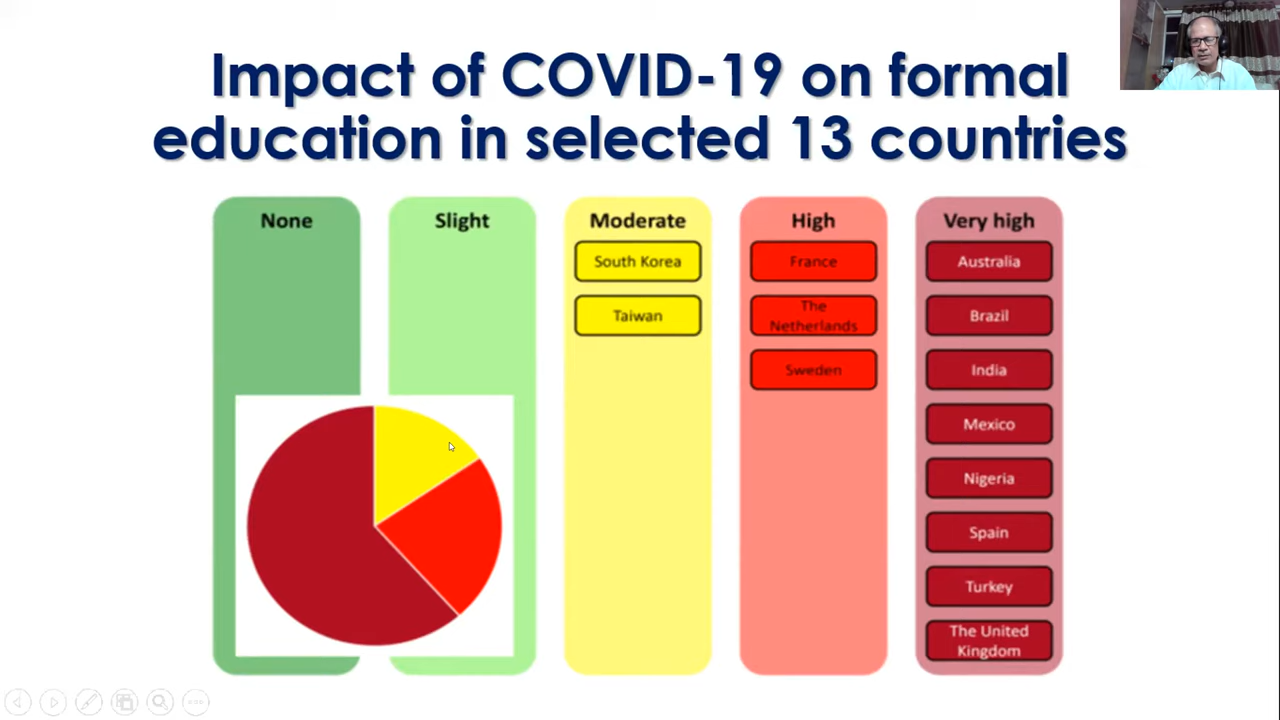 Impact of COVID-19 on formal
education in selected 13 countries
None
Slight
Moderate
South Korea
Taiwan
High
France
The
Netherlands
Sweden
Very high
Australia
Brazil
India
Mexico
Nigeria
Spain
Turkey
The United
Kingdom